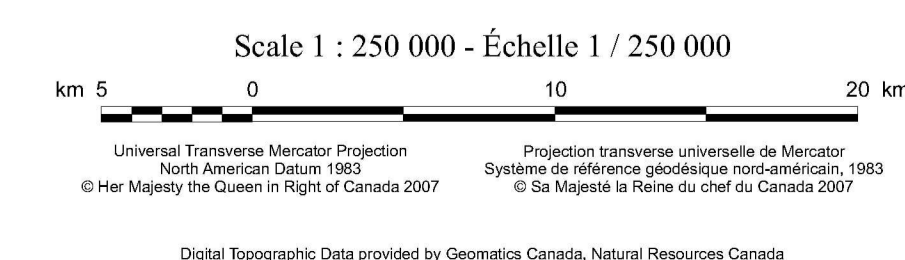 Scale 1 : 250 000 - Échelle 1 / 250 000
km 5 0 10 20 km
Universal Transverse Mercator Projection
North American Datum 1983
© Her Majesty the Queen in Right of Canada 2007
Projection transverse universelle de Mercator
Système de référence géodésique nord-américain, 1983
© Sa Majesté la Reine du chef du Canada 2007
Digital Topographic Data provided by Geomatics Canada, Natural Resources Canada